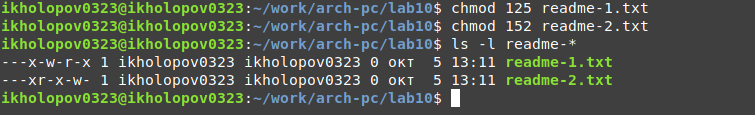 ikholopov0323@ikholopov0323:~/work/arch-pc/lab10$ chmod 125 readme-1.txt
ikholopov0323@ikholopov0323:~/work/arch-pc/lab10$ chmod 152 readme-2.txt
ikholopov0323@ikholopov0323:~/work/arch-pc/lab10$ ls -l readme-*
---x-w-r-x 1 ikholopov0323 ikholopov0323 0 окт  5 13:11 readme-1.txt
---xr-x-w- 1 ikholopov0323 ikholopov0323 0 окт  5 13:11 readme-2.txt
ikholopov0323@ikholopov0323:~/work/arch-pc/lab10$